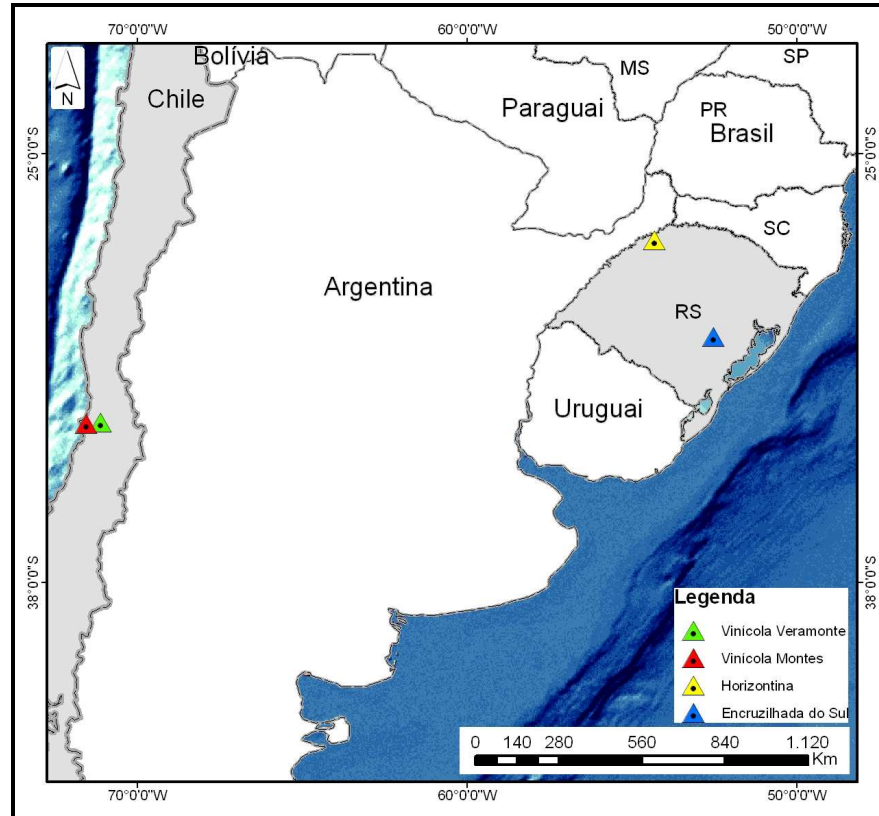 70°0'0"W 60°0'0"W 50°0'0"W
Bolívia
SP
MS
N
Chile
Paraguai
PR
Brasil
25°0'0"S
25°0'0"S
SC
Argentina
RS
Uruguai
38°0'0"S
38°0'0"S
Legenda
Vinícola Veramonte
Vinícola Montes
Horizontina
Encruzilhada do Sul
0 140 280 560 840 1.120
Km
70°0'0"W 60°0'0"W 50°0'0"W